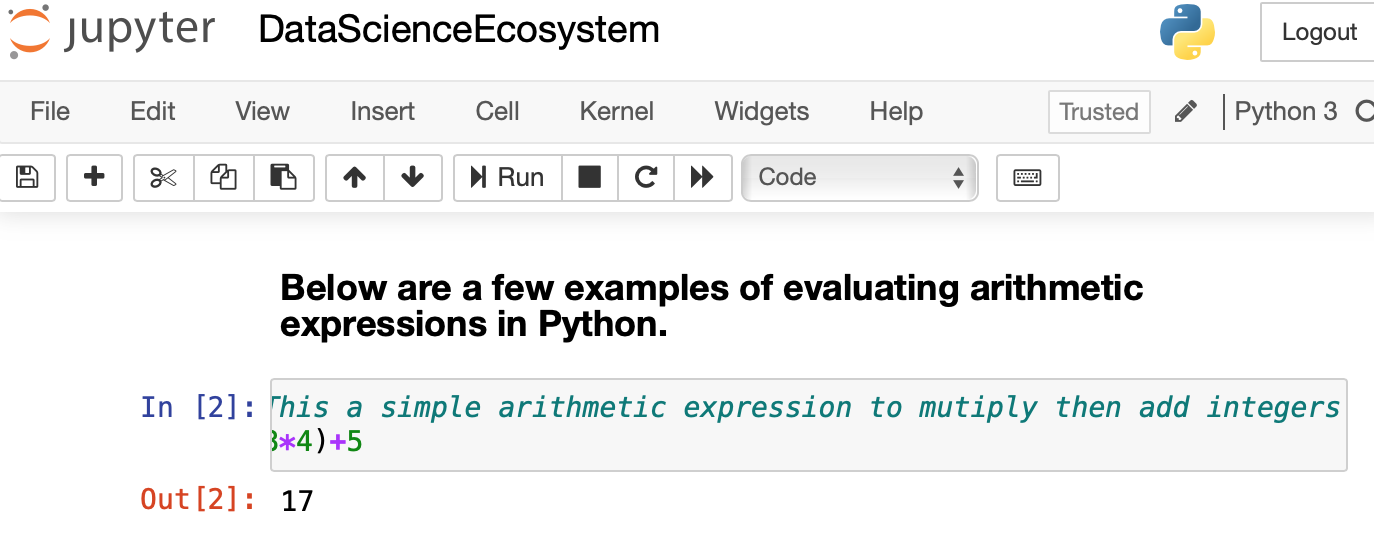 jupyter DataScienceEcosystem Logout
File Edit View Insert Cell Kernel Widgets Help Trusted Python 3
Run Code
Below are a few examples of evaluating arithmetic
expressions in Python.
In [2]: This a simple arithmetic expression to mutiply then add integers
3*4)+5
Out[2]: 17